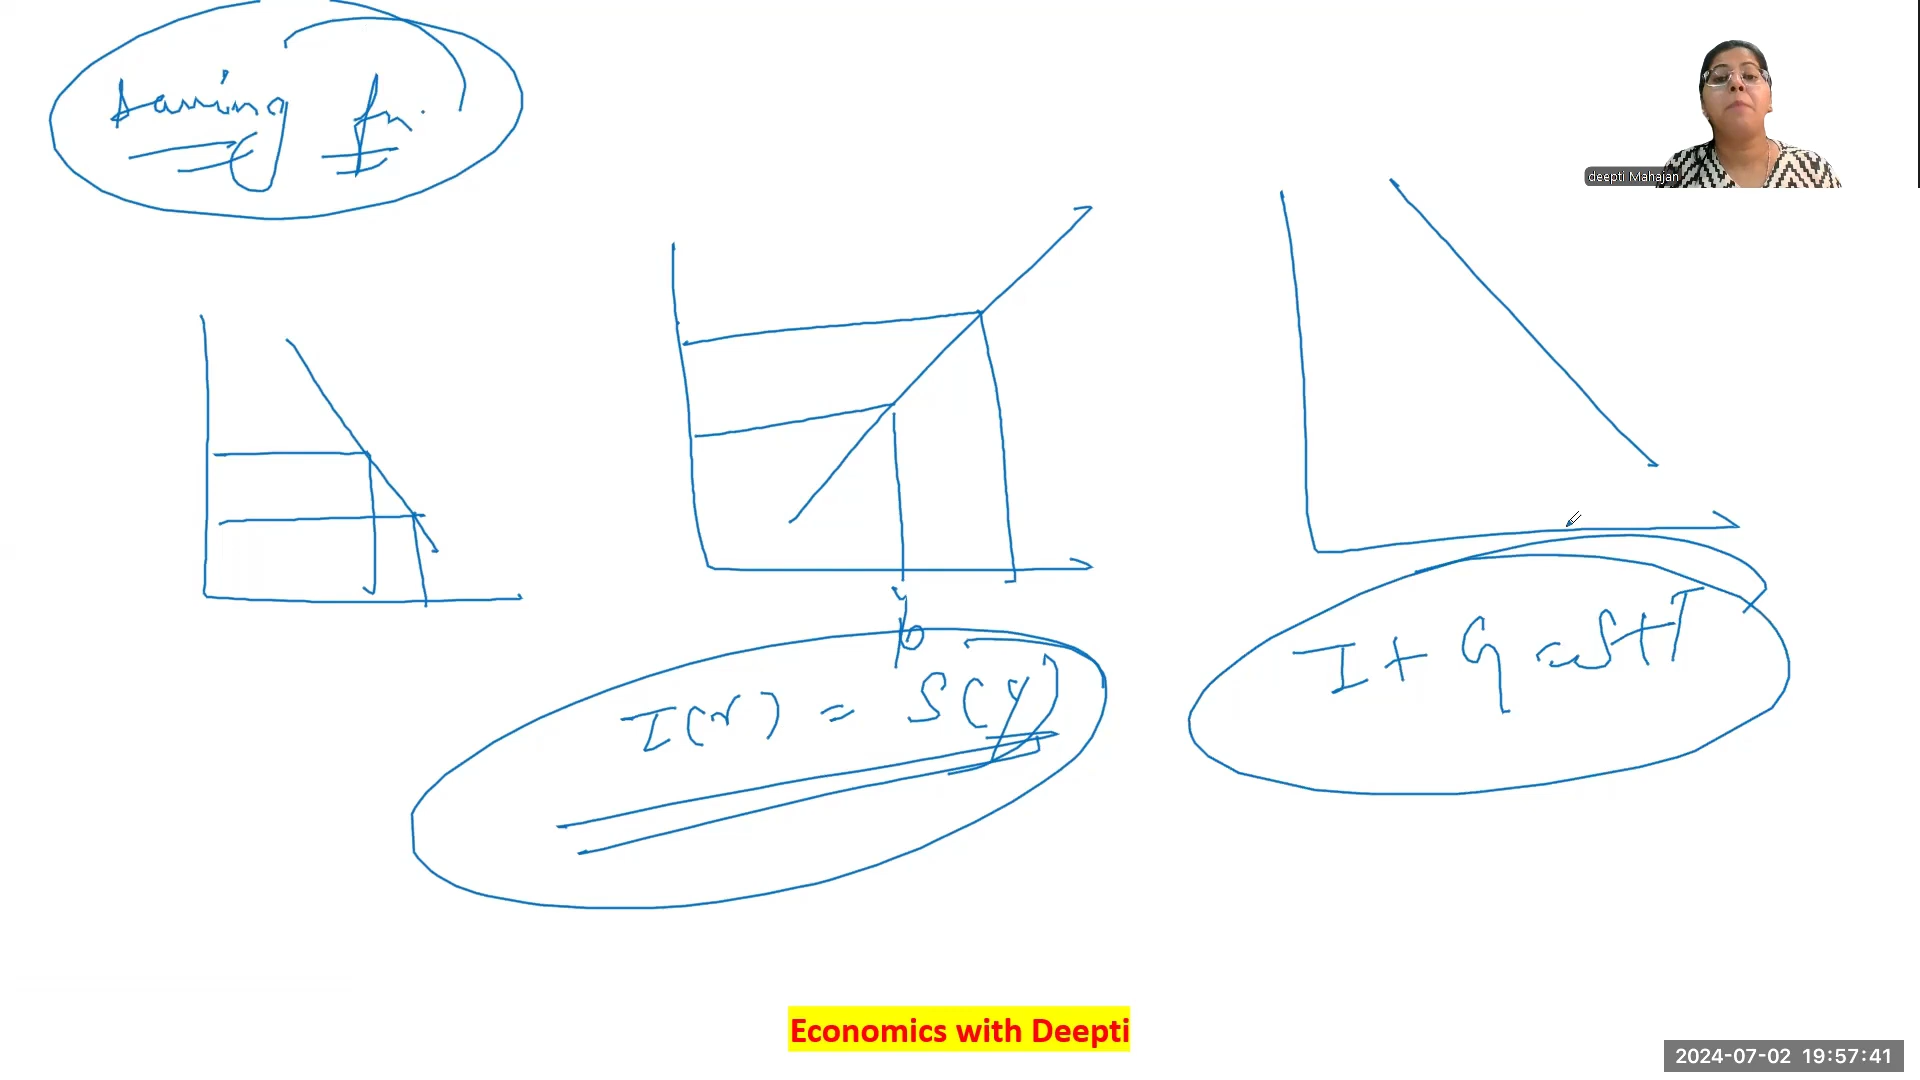 saving fn.
deepti Mahajan
Y
I(r) = S(Y)
I + G = S+T
Economics with Deepti
2024-07-02 19:57:41